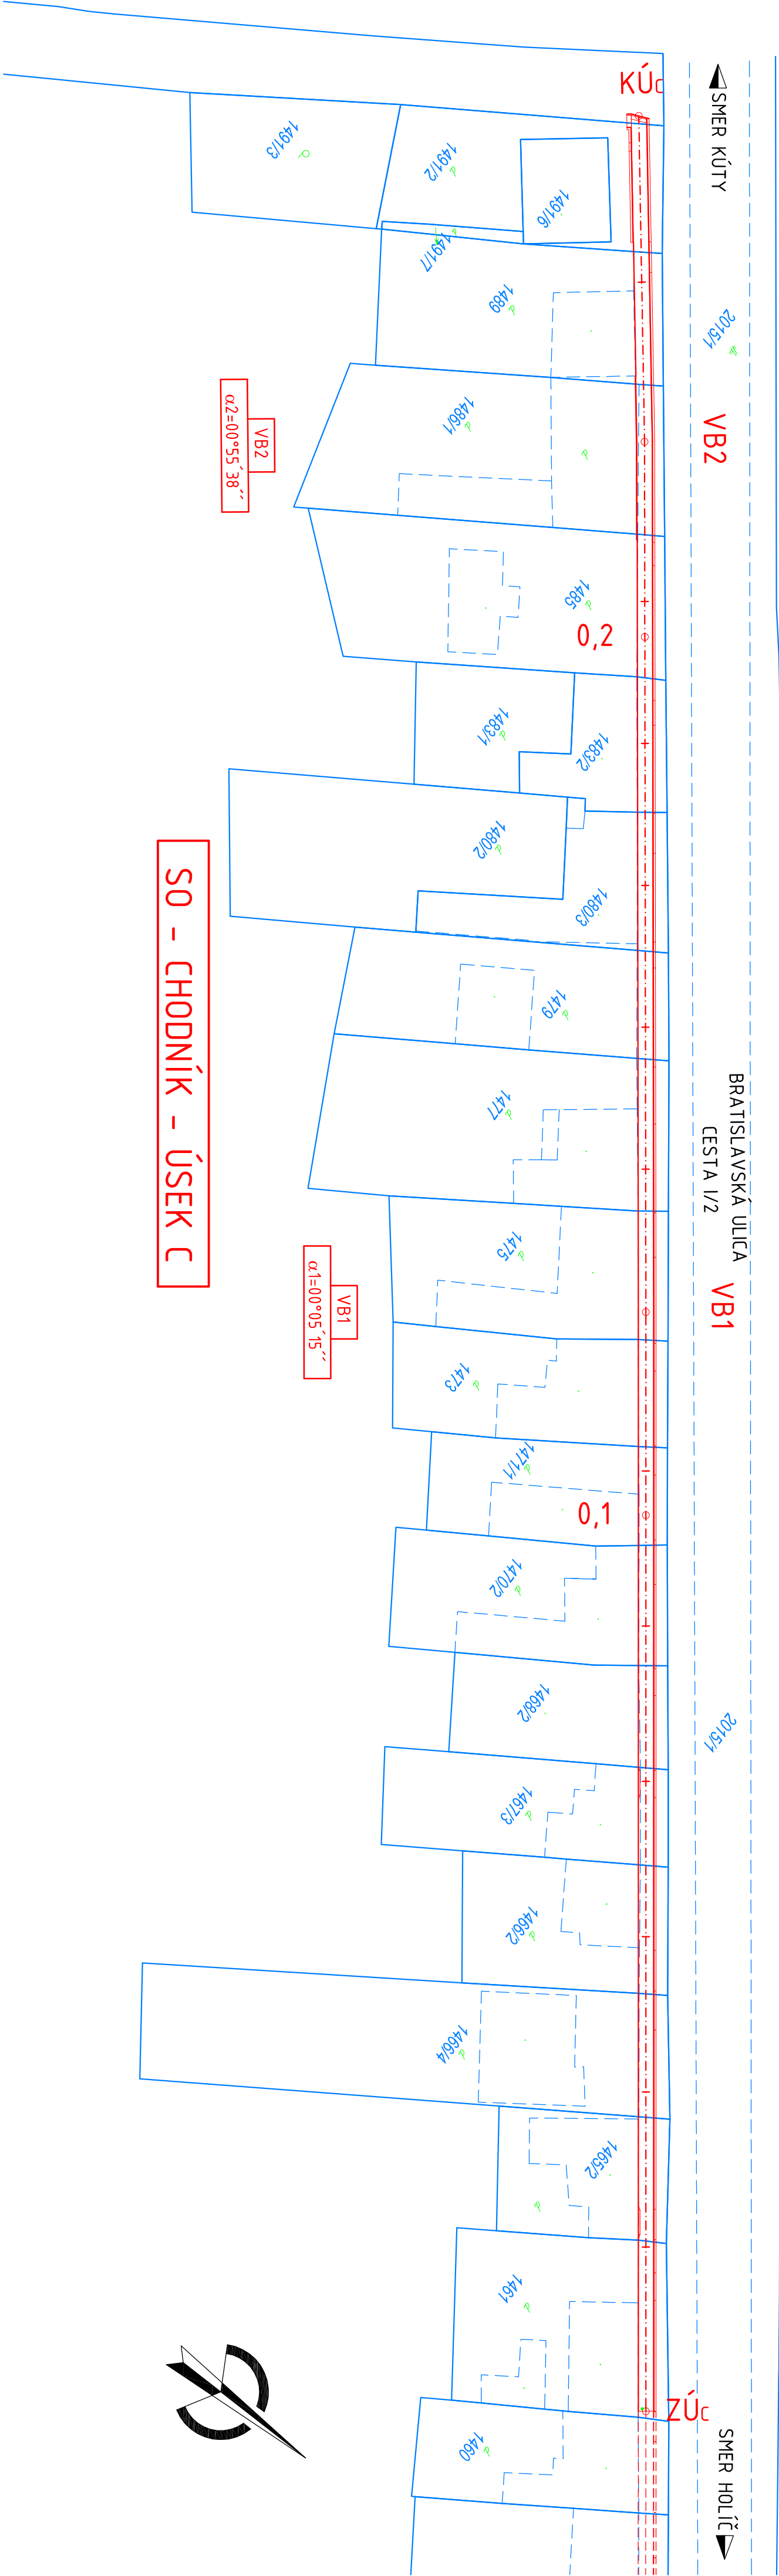 KÚC
SMER KÚTY
1491/3
1491/2
1491/6
1491/7
1489
2015/1
VB2
1486/1
VB2
α2=00°55´38´´
1485
0,2
1483/1
1483/2
1480/2
1480/3
SO - CHODNÍK - ÚSEK C
1479
1477
BRATISLAVSKÁ ULICA
CESTA I/2
1475
VB1
VB1
α1=00°05´15´´
1473
1471/1
0,1
1470/2
1468/2
2015/1
1467/3
1466/2
1466/4
1465/2
1461
ZÚC
1460
SMER HOLÍČ